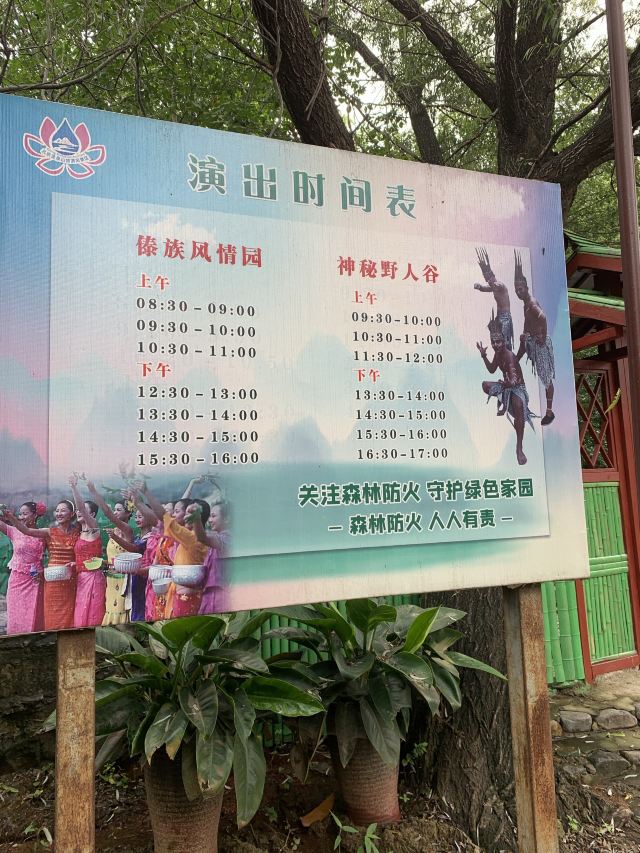 演出时间表
傣族风情园
上午
08:30-09:00
09:30-10:00
10:30-11:00
下午
12:30-13:00
13:30-14:00
14:30-15:00
15:30-16:00
神秘野人谷
上午
09:30-10:00
10:30-11:00
11:30-12:00
下午
13:30-14:00
14:30-15:00
15:30-16:00
16:30-17:00
关注森林防火 守护绿色家园
— 森林防火 人人有责 —